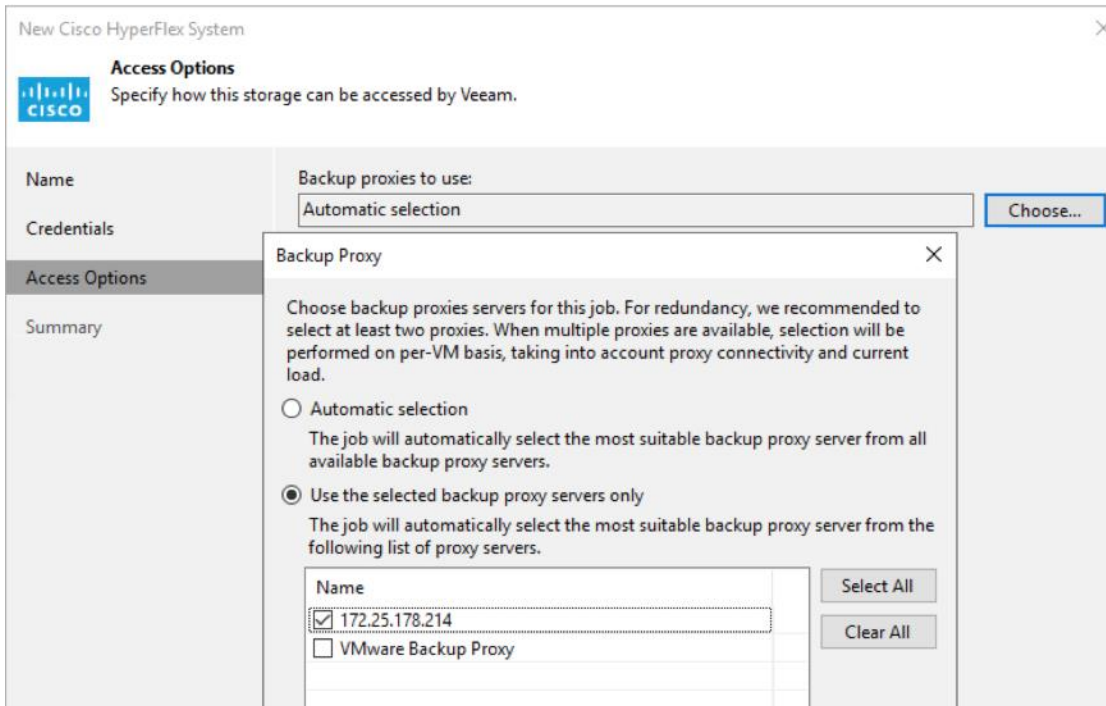 New Cisco HyperFlex System
Access Options
Specify how this storage can be accessed by Veeam.
CISCO
Name
Credentials
Access Options
Summary
Backup proxies to use:
Automatic selection
Choose...
Backup Proxy
Choose backup proxies servers for this job. For redundancy, we recommended to
select at least two proxies. When multiple proxies are available, selection will be
performed on per-VM basis, taking into account proxy connectivity and current
load.
Automatic selection
The job will automatically select the most suitable backup proxy server from all
available backup proxy servers.
Use the selected backup proxy servers only
The job will automatically select the most suitable backup proxy server from the
following list of proxy servers.
Name
172.25.178.214
VMware Backup Proxy
Select All
Clear All